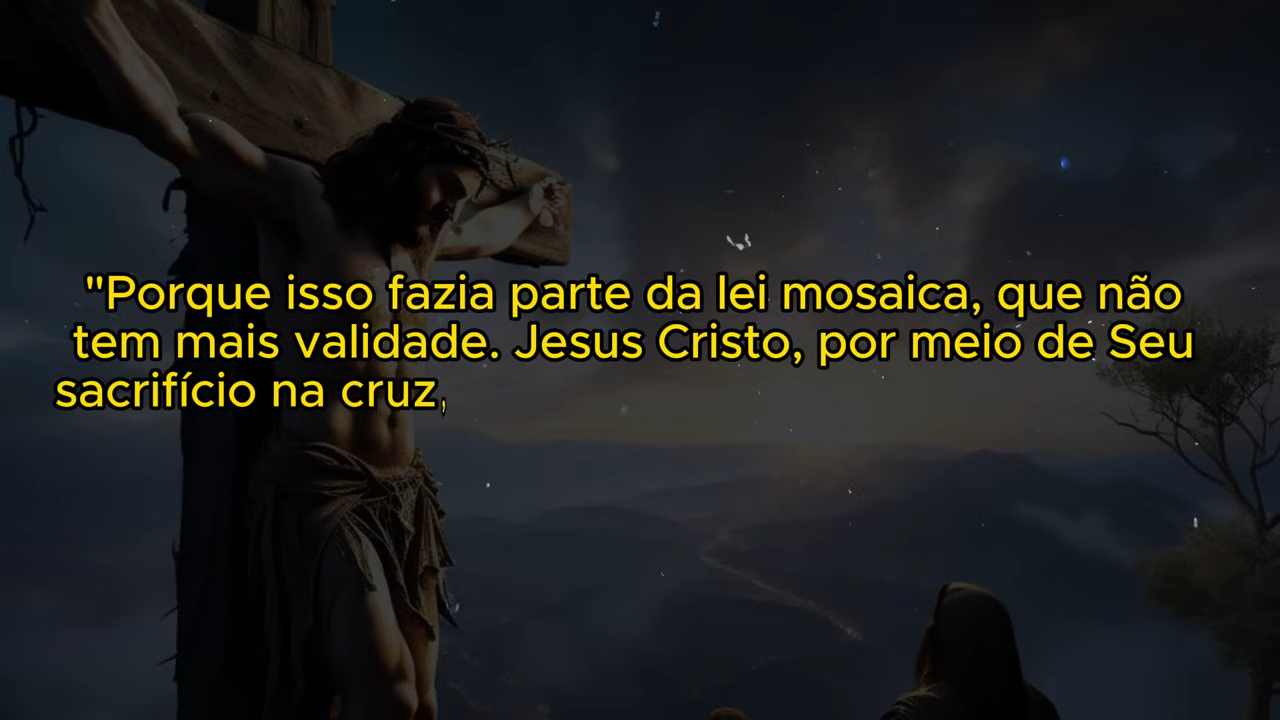 "Porque isso fazia parte da lei mosaica, que não
tem mais validade. Jesus Cristo, por meio de Seu
sacrifício na cruz,